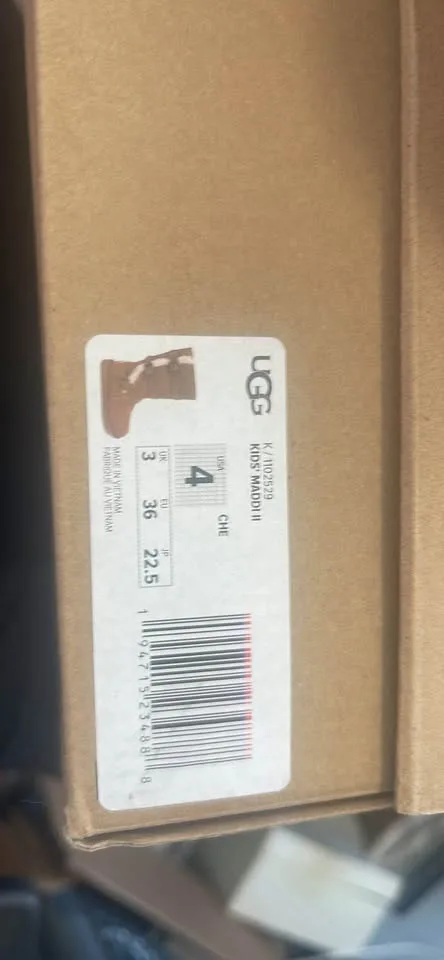 UGG
K / 1102529
KIDS' MADDI II
CHE
USA
4
UK EU JP
3 36 22.5
MADE IN VIETNAM
FABRIQUÉ AU VIETNAM
1 94715 23488 8